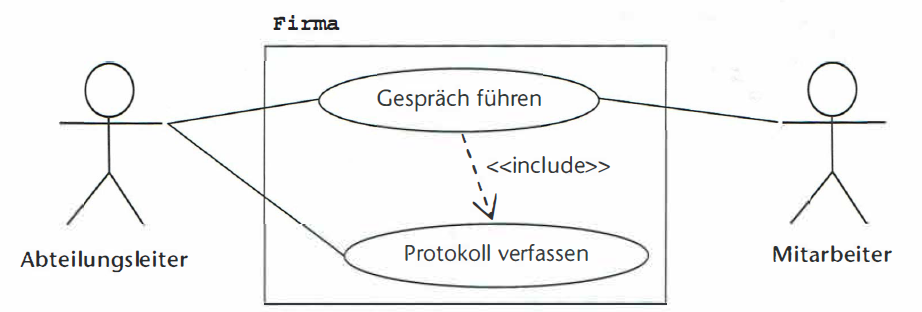 Firma
Gespräch führen
<<include>>
Protokoll verfassen
Abteilungsleiter
Mitarbeiter